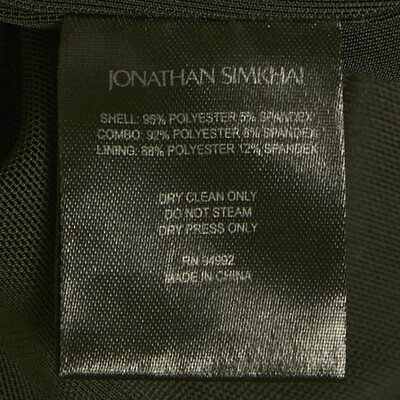 JONATHAN SIMKHAI
SHELL: 95% POLYESTER 5% SPANDEX
COMBO: 92% POLYESTER 8% SPANDEX
LINING: 88% POLYESTER 12% SPANDEX
DRY CLEAN ONLY
DO NOT STEAM
DRY PRESS ONLY
RN 94992
MADE IN CHINA